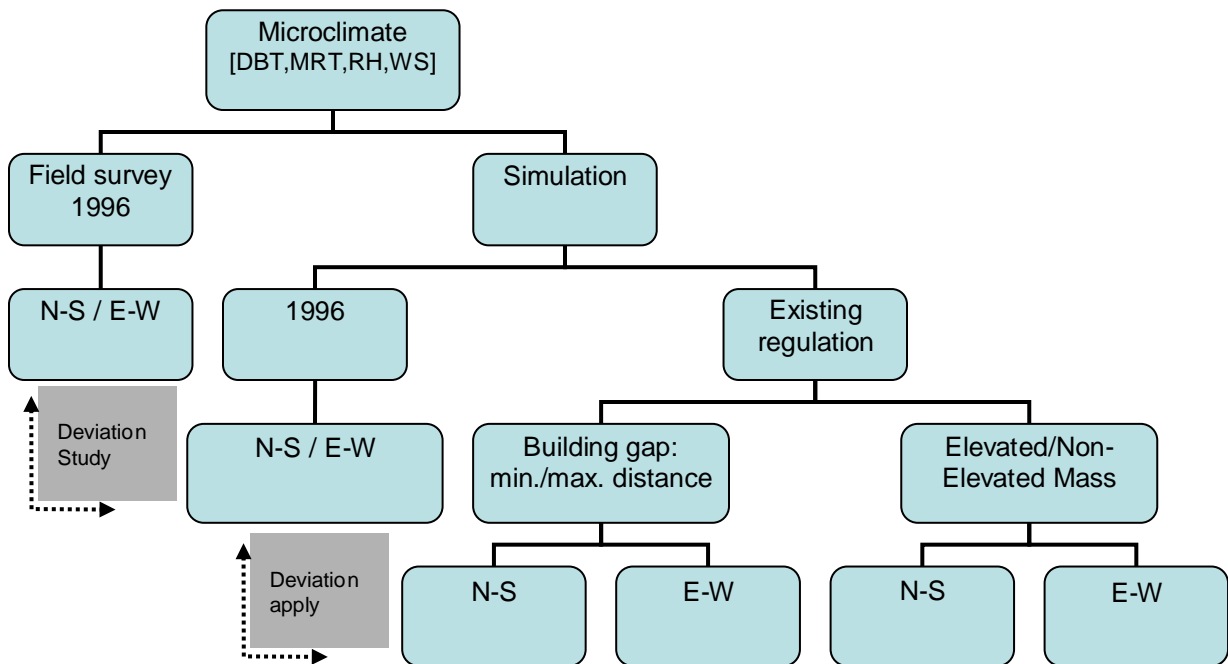 Microclimate
[DBT,MRT,RH,WS]
Field survey
1996
Simulation
N-S / E-W
1996
Existing
regulation
Deviation
Study
N-S / E-W
Building gap:
min./max. distance
Elevated/Non-
Elevated Mass
Deviation
apply
N-S
E-W
N-S
E-W